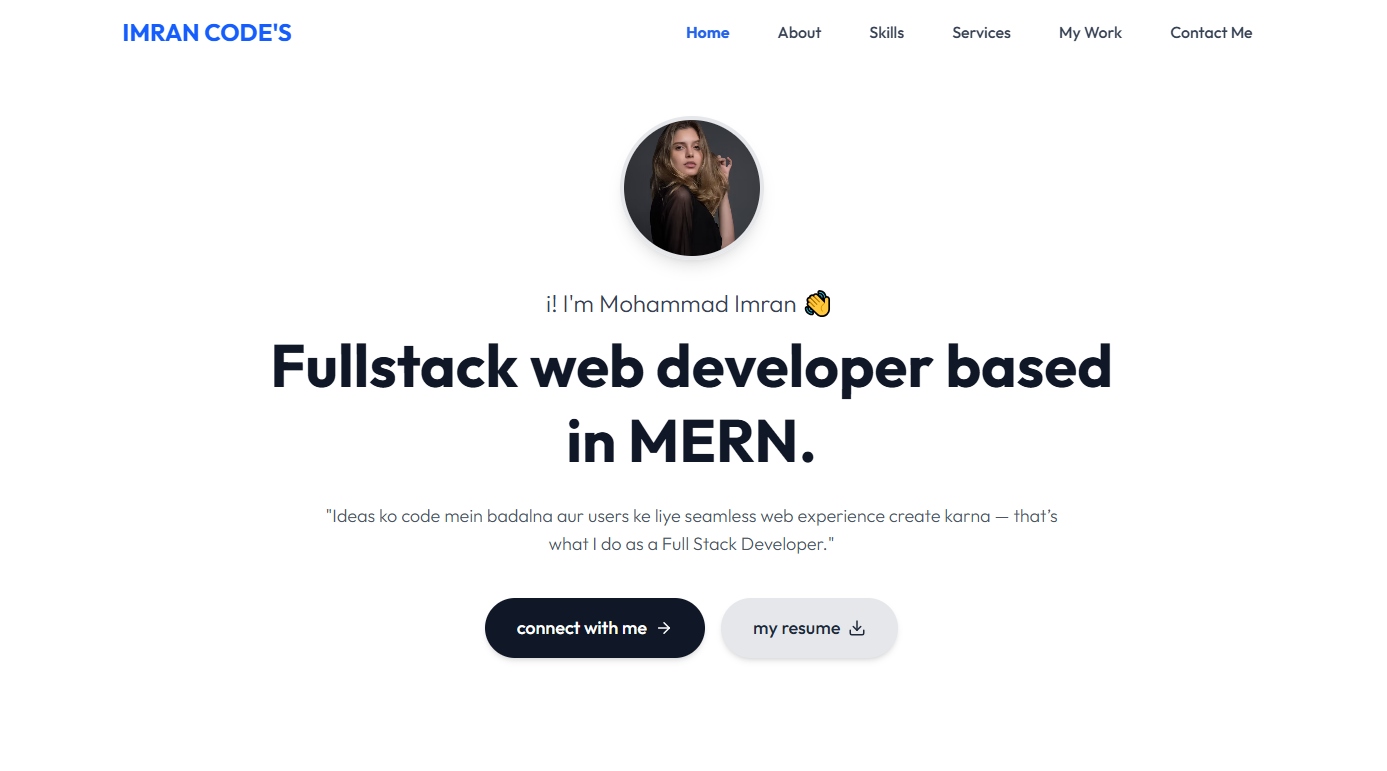 IMRAN CODE'S
Home About Skills Services My Work Contact Me
i! I'm Mohammad Imran 👋
Fullstack web developer based
in MERN.
"Ideas ko code mein badalna aur users ke liye seamless web experience create karna — that’s
what I do as a Full Stack Developer."
connect with me →
my resume